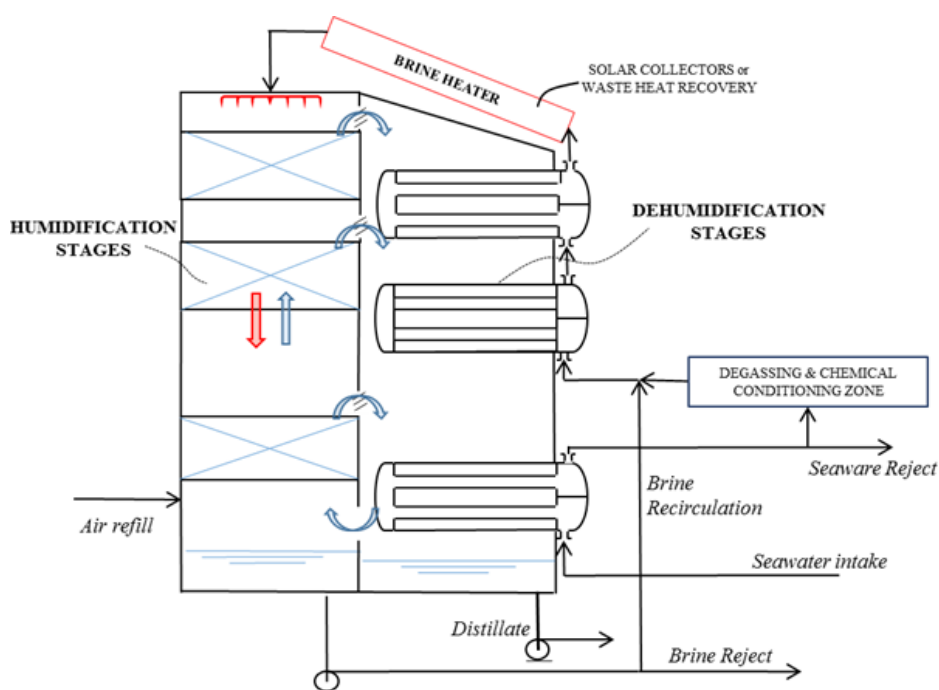 BRINE HEATER
SOLAR COLLECTORS or
WASTE HEAT RECOVERY
HUMIDIFICATION
STAGES
DEHUMIDIFICATION
STAGES
DEGASSING & CHEMICAL
CONDITIONING ZONE
Seaware Reject
Brine
Recirculation
Air refill
Seawater intake
Distillate
Brine Reject